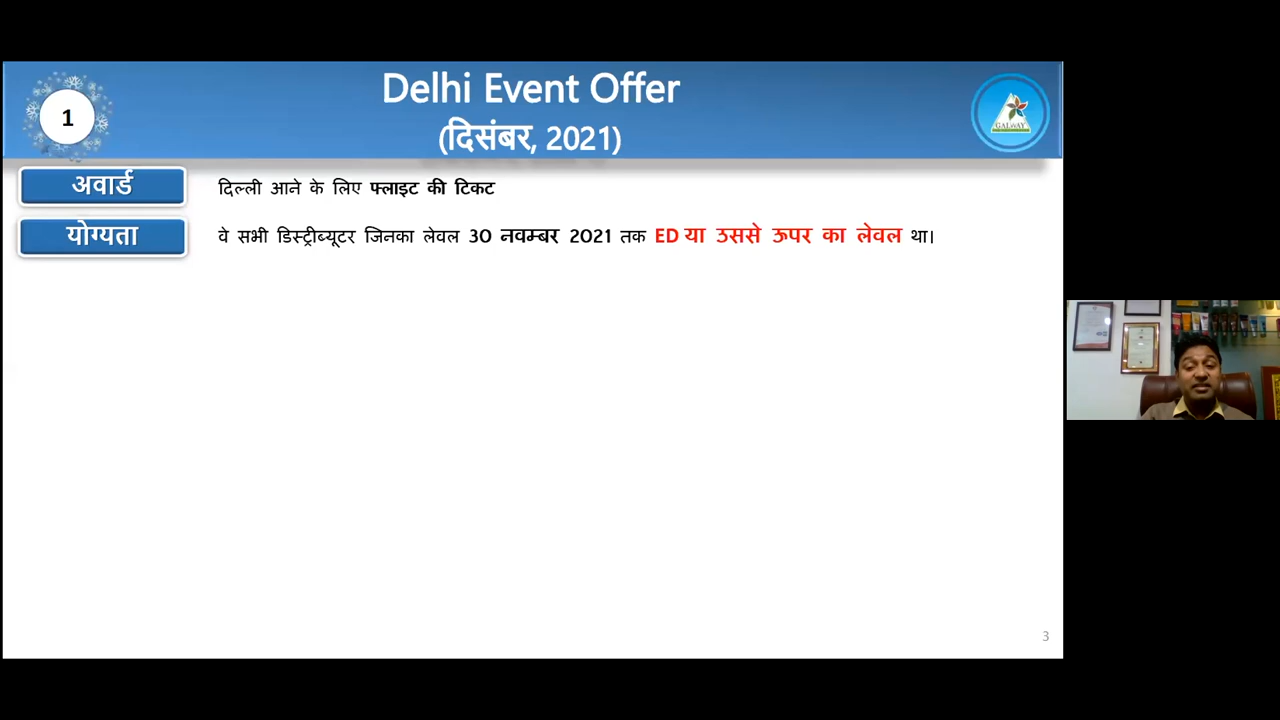 1
Delhi Event Offer
(दिसंबर, 2021)
GALWAY
अवार्ड
दिल्ली आने के लिए फ्लाइट की टिकट
योग्यता
वे सभी डिस्ट्रीब्यूटर जिनका लेवल 30 नवम्बर 2021 तक ED या उससे ऊपर का लेवल था।
3